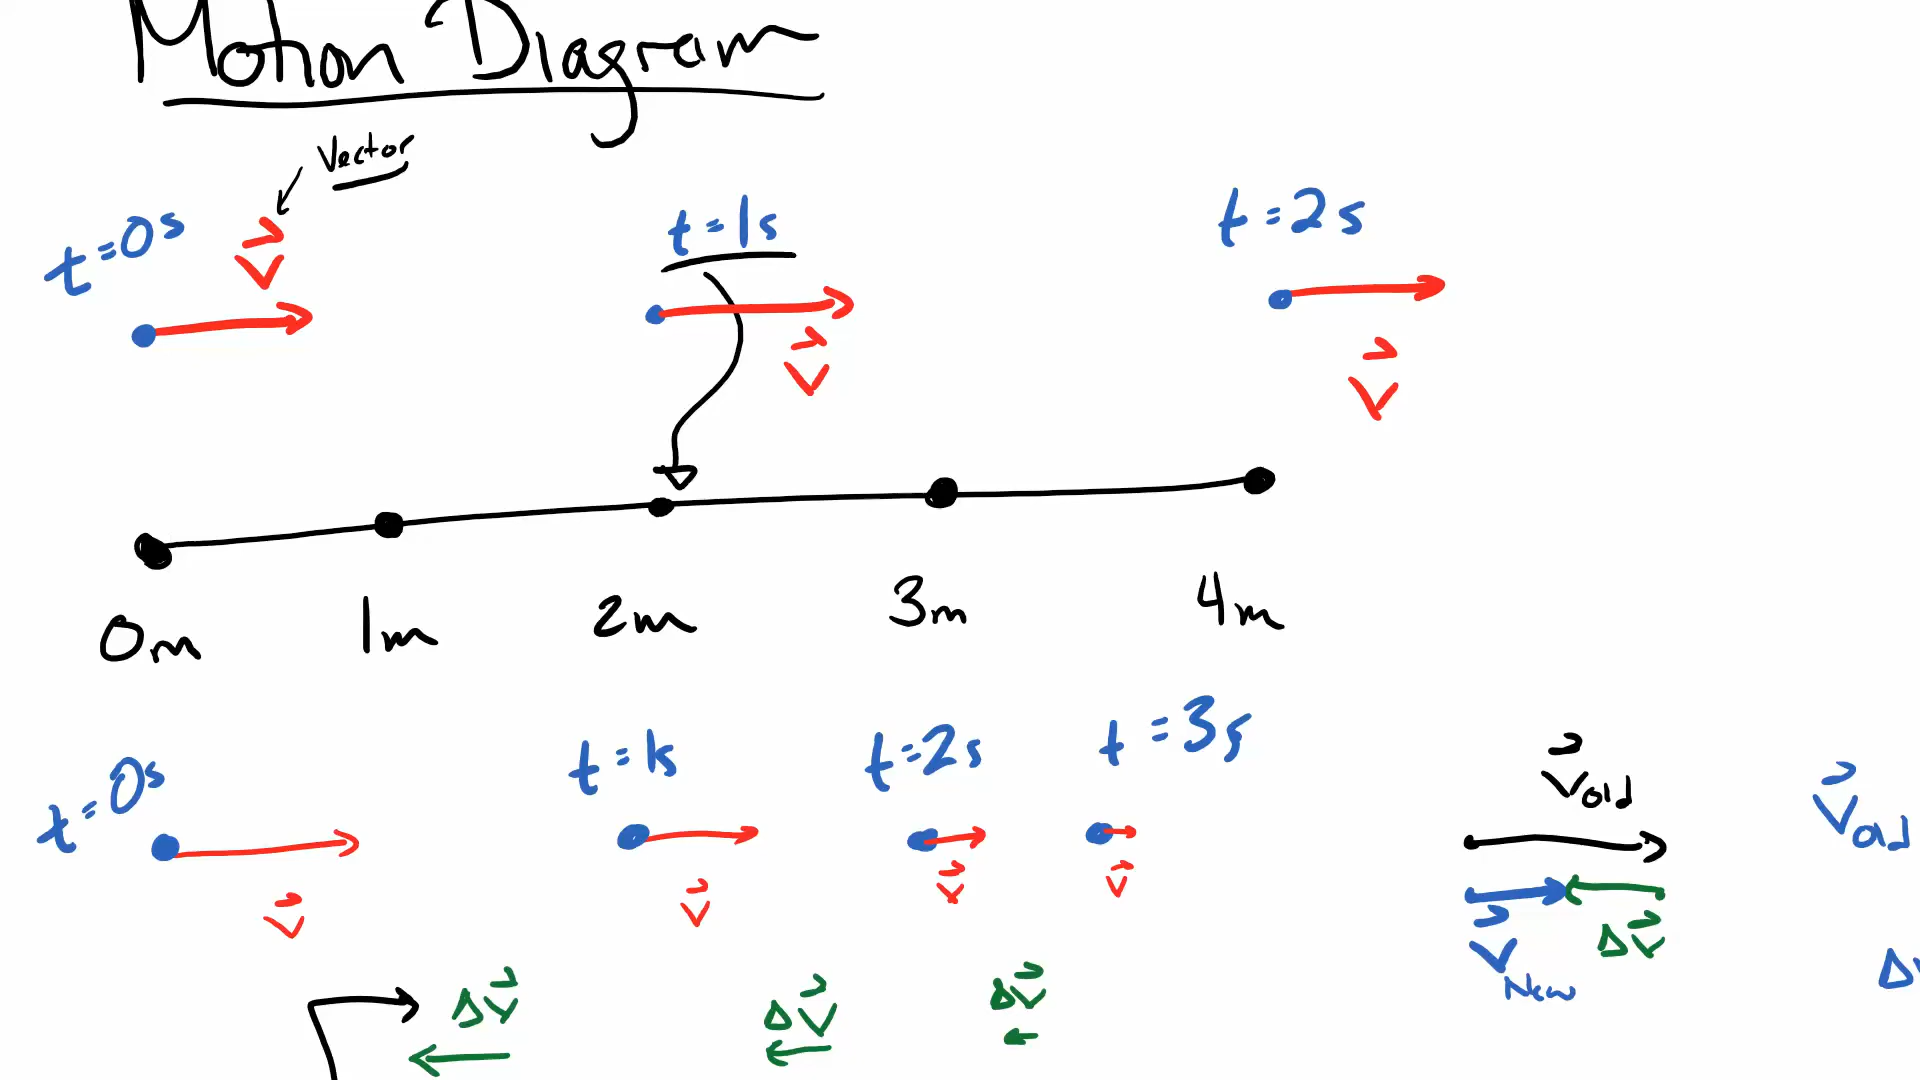 Motion Diagram
Vector
t=0s t=1s t=2s
V
V
V
0m 1m 2m 3m 4m
t=0s t=1s t=2s t=3s
V V V V
Vold
Vold
ΔV
VNew
ΔV ΔV ΔV